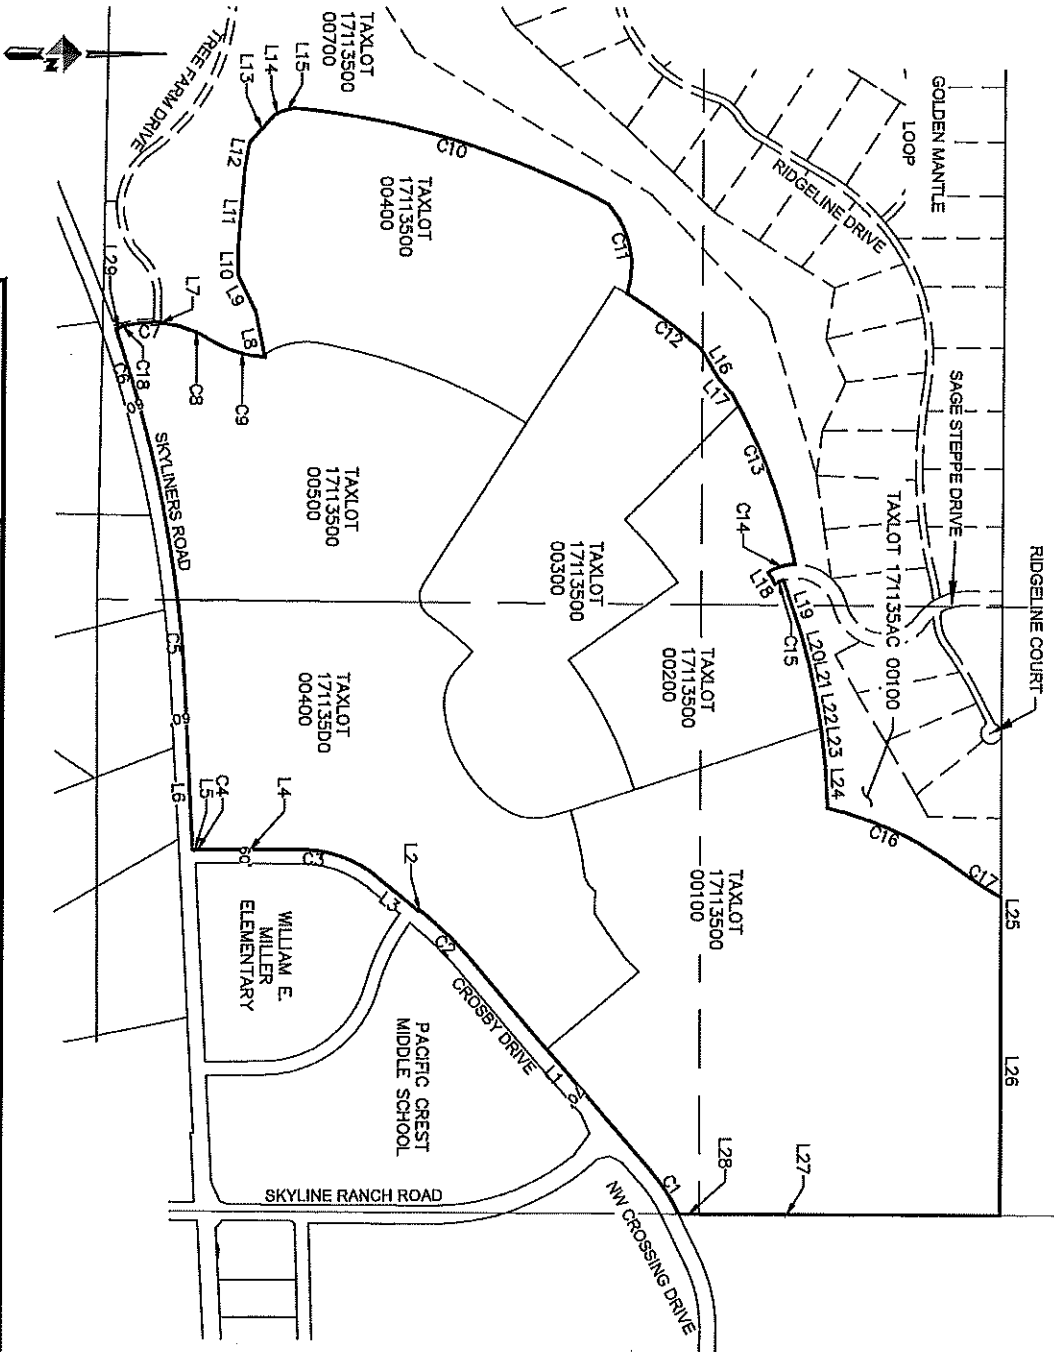 GOLDEN MANTLE
LOOP
RIDGELINE DRIVE
SAGE STEPPE DRIVE
RIDGELINE COURT
TAXLOT 171135AC 00100
TAXLOT
17113500
00700
L15
L14
L13
L12
L11
L10
L9
L8
TREE FARM DRIVE
N
C10
TAXLOT
17113500
00400
C11
C12
L16
L17
C13
C14
L18
L19
C15
L20
L21
L22
L23
L24
C16
C17
L25
L26
L27
L28
C1
L29
C7
L7
C18
C8
C9
C6
60
SKYLINERS ROAD
TAXLOT
17113500
00500
TAXLOT
17113500
00300
TAXLOT
17113500
00200
TAXLOT
171135D0
00400
TAXLOT
17113500
00100
C5
60
L6
L5
C4
L4
60'
C3
L3
L2
C2
CROSBY DRIVE
L1
WILLIAM E.
MILLER
ELEMENTARY
PACIFIC CREST
MIDDLE SCHOOL
SKYLINE RANCH ROAD
NW CROSSING DRIVE